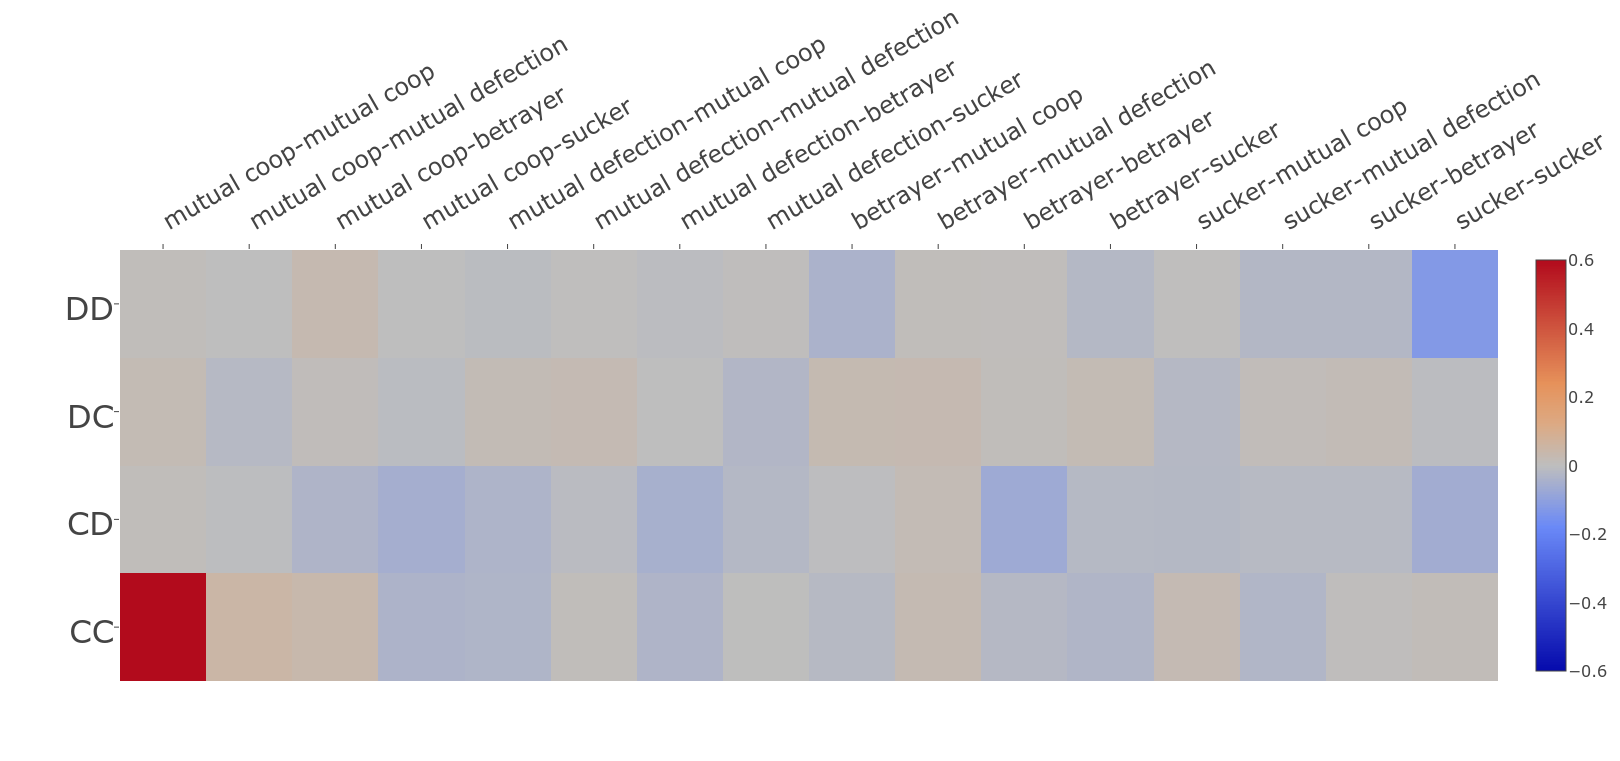 mutual coop-mutual coop
mutual coop-mutual defection
mutual coop-betrayer
mutual coop-sucker
mutual defection-mutual coop
mutual defection-mutual defection
mutual defection-betrayer
mutual defection-sucker
betrayer-mutual coop
betrayer-mutual defection
betrayer-betrayer
betrayer-sucker
sucker-mutual coop
sucker-mutual defection
sucker-betrayer
sucker-sucker
DD
DC
CD
CC
0.6
0.4
0.2
0
−0.2
−0.4
−0.6